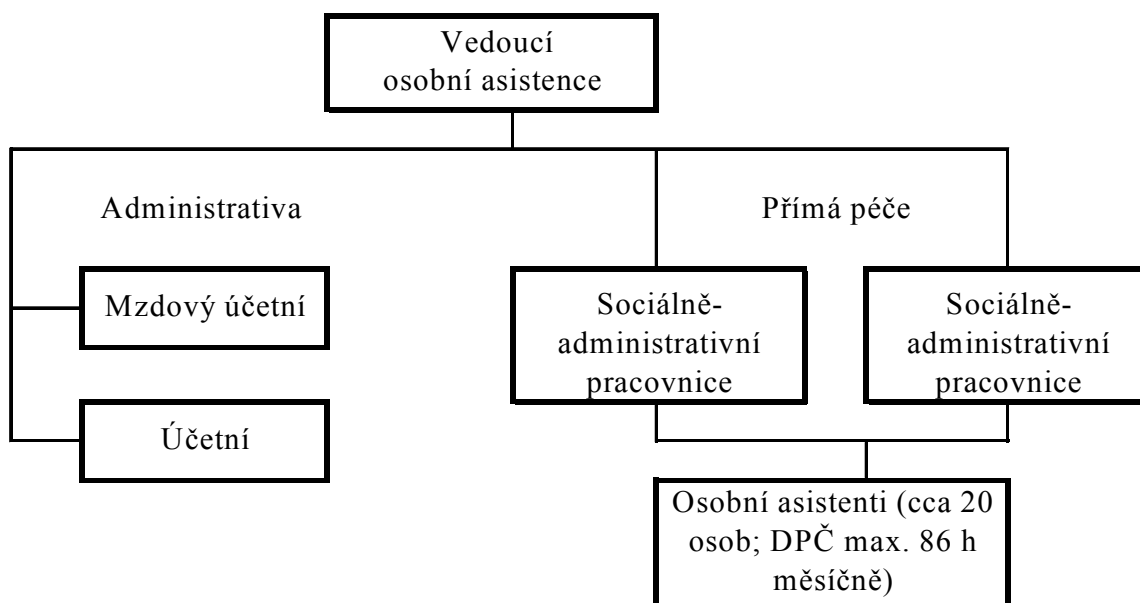 Vedoucí
osobní asistence
Administrativa
Přímá péče
Mzdový účetní
Účetní
Sociálně-
administrativní
pracovnice
Sociálně-
administrativní
pracovnice
Osobní asistenti (cca 20
osob; DPČ max. 86 h
měsíčně)